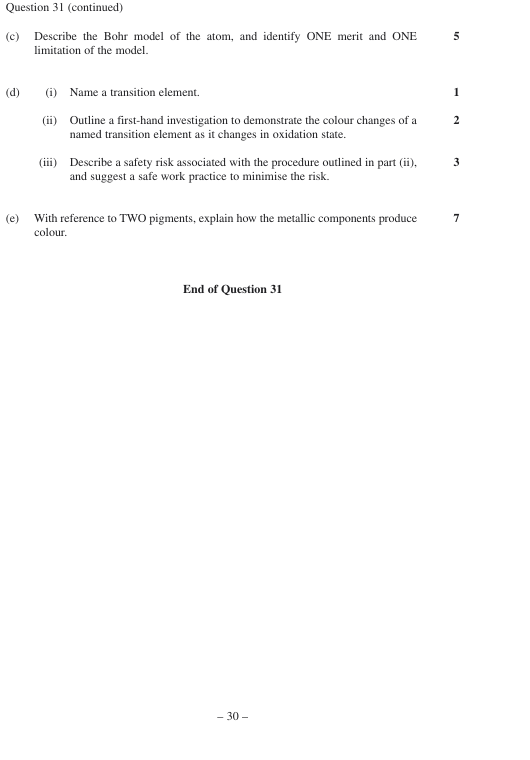 Question 31 (continued)
(c) Describe the Bohr model of the atom, and identify ONE merit and ONE 5
limitation of the model.
(d) (i) Name a transition element. 1
(ii) Outline a first-hand investigation to demonstrate the colour changes of a 2
named transition element as it changes in oxidation state.
(iii) Describe a safety risk associated with the procedure outlined in part (ii), 3
and suggest a safe work practice to minimise the risk.
(e) With reference to TWO pigments, explain how the metallic components produce 7
colour.
End of Question 31
– 30 –